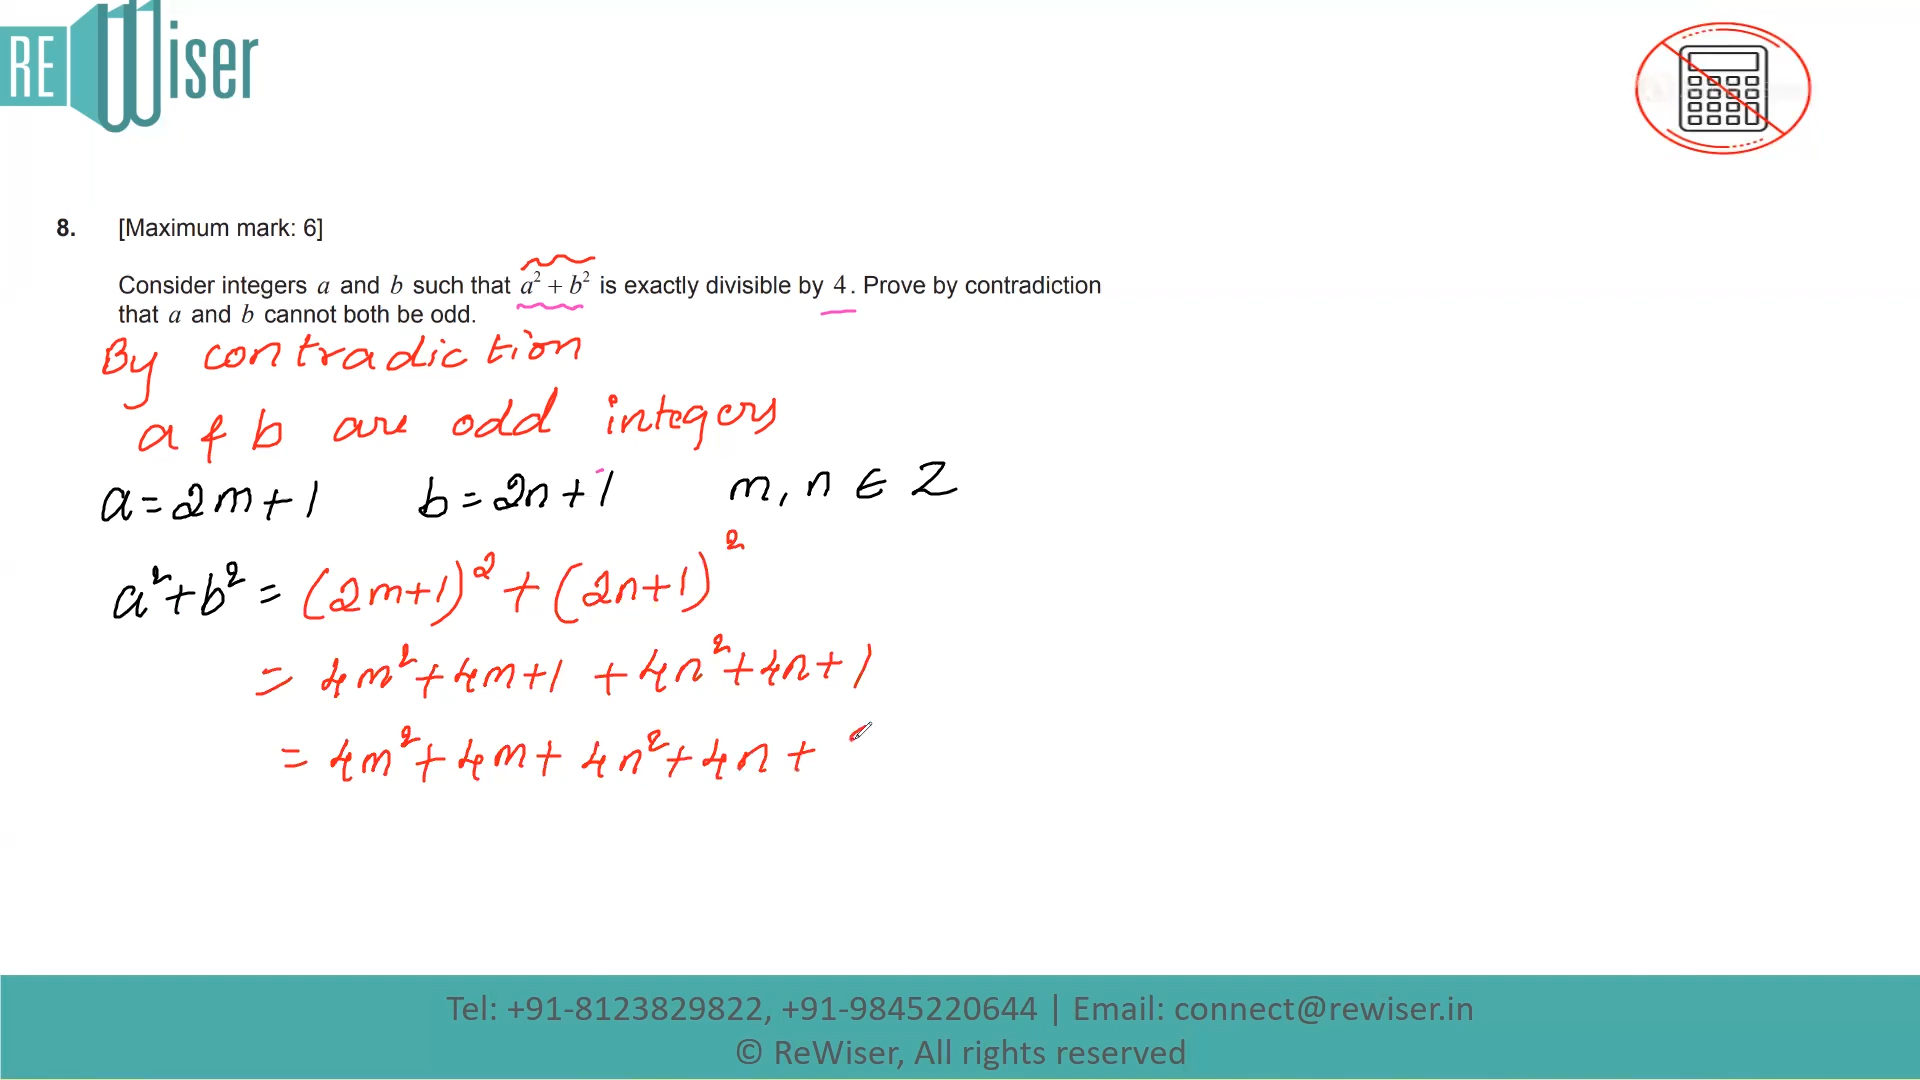 REWiser
8. [Maximum mark: 6]
Consider integers a and b such that a² + b² is exactly divisible by 4. Prove by contradiction
that a and b cannot both be odd.
By contradiction
a & b are odd integers
a = 2m + 1 b = 2n + 1 m, n ∈ Z
a² + b² = (2m+1)² + (2n+1)²
= 4m² + 4m + 1 + 4n² + 4n + 1
= 4m² + 4m + 4n² + 4n +
Tel: +91-8123829822, +91-9845220644 | Email: connect@rewiser.in
© ReWiser, All rights reserved